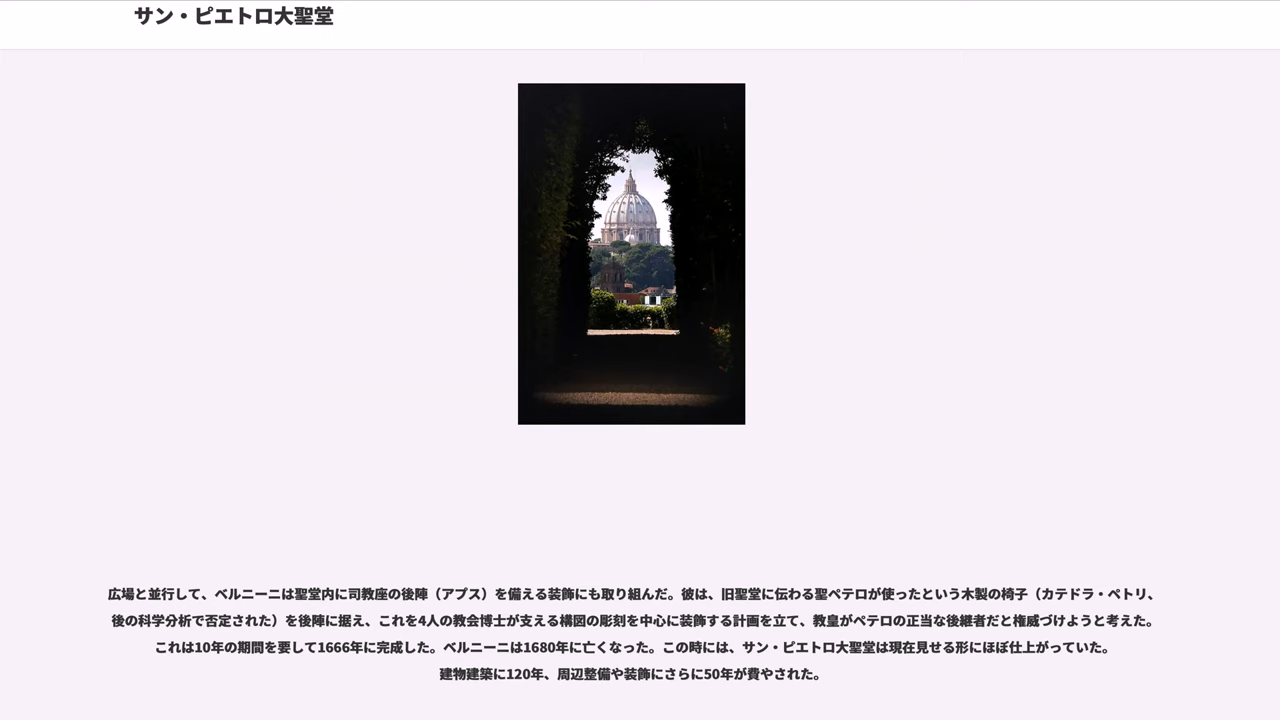 サン・ピエトロ大聖堂
広場と並行して、ベルニーニは聖堂内に司教座の後陣（アプス）を備える装飾にも取り組んだ。彼は、旧聖堂に伝わる聖ペテロが使ったという木製の椅子（カテドラ・ペトリ、
後の科学分析で否定された）を後陣に据え、これを4人の教会博士が支える構図の彫刻を中心に装飾する計画を立て、教皇がペテロの正当な後継者だと権威づけようと考えた。
これは10年の期間を要して1666年に完成した。ベルニーニは1680年に亡くなった。この時には、サン・ピエトロ大聖堂は現在見せる形にほぼ仕上がっていた。
建物建築に120年、周辺整備や装飾にさらに50年が費やされた。